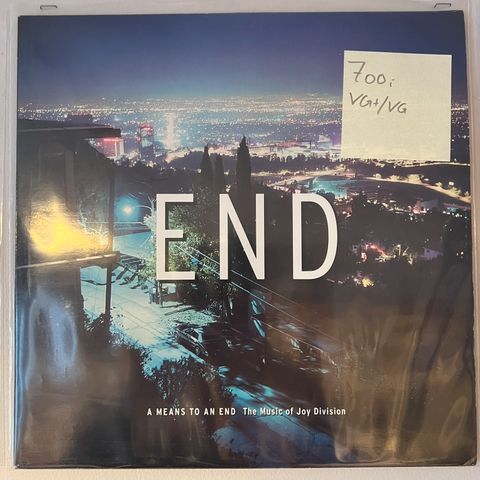 700;
VG+/VG
END
A MEANS TO AN END The Music of Joy Division